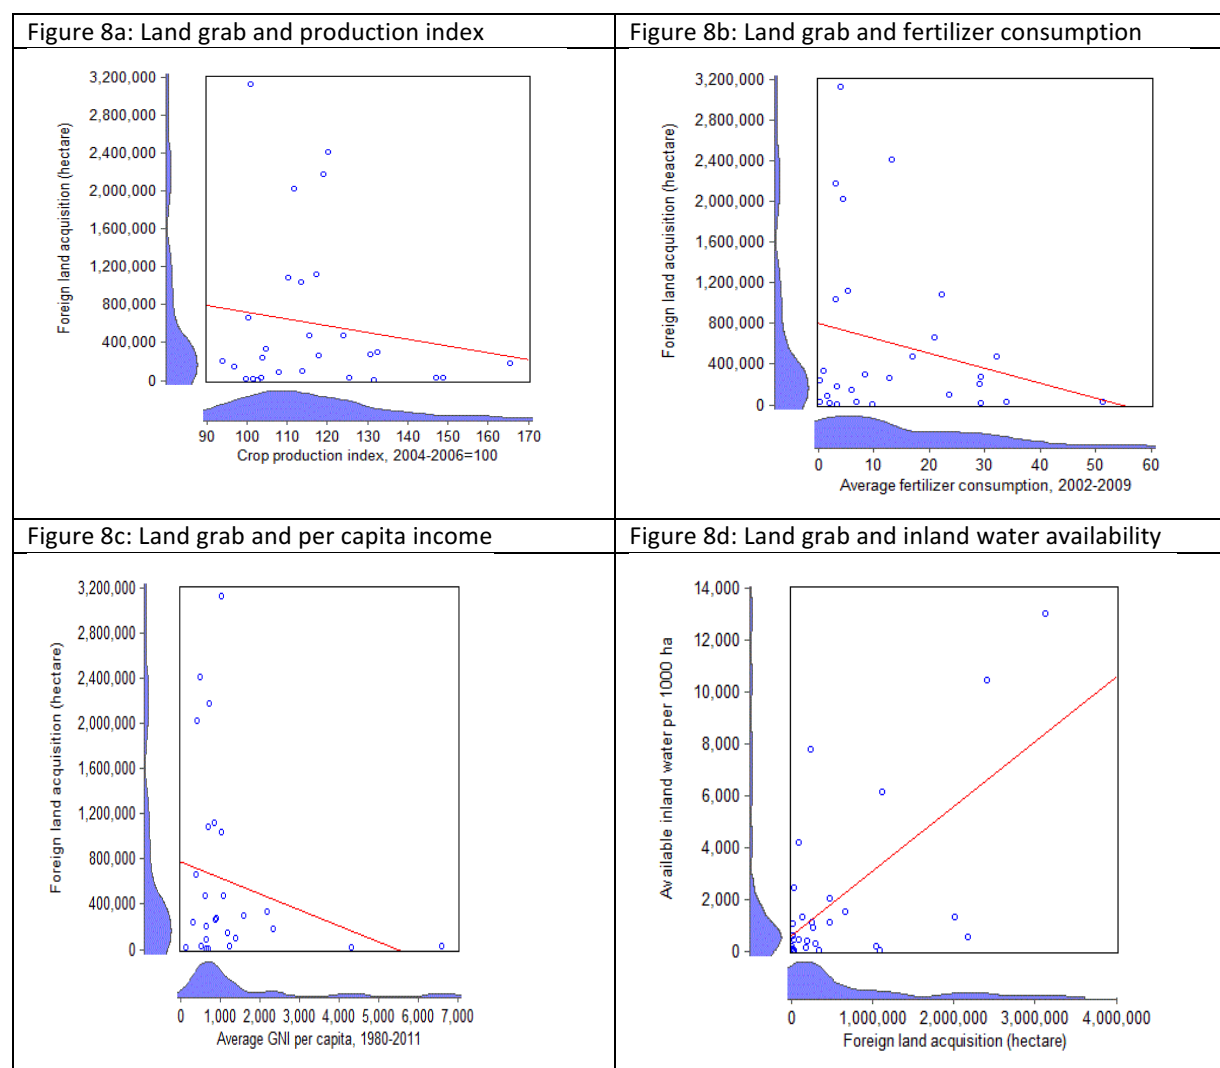 Figure 8a: Land grab and production index
3,200,000
2,800,000
2,400,000
2,000,000
1,600,000
1,200,000
800,000
400,000
0
Foreign land acquisition (hectare)
90 100 110 120 130 140 150 160 170
Crop production index, 2004-2006=100
Figure 8b: Land grab and fertilizer consumption
3,200,000
2,800,000
2,400,000
2,000,000
1,600,000
1,200,000
800,000
400,000
0
Foreign land acquisition (heactare)
0 10 20 30 40 50 60
Average fertilizer consumption, 2002-2009
Figure 8c: Land grab and per capita income
3,200,000
2,800,000
2,400,000
2,000,000
1,600,000
1,200,000
800,000
400,000
0
Foreign land acquisition (hectare)
0 1,000 2,000 3,000 4,000 5,000 6,000 7,000
Average GNI per capita, 1980-2011
Figure 8d: Land grab and inland water availability
14,000
12,000
10,000
8,000
6,000
4,000
2,000
0
Available inland water per 1000 ha
0 1,000,000 2,000,000 3,000,000 4,000,000
Foreign land acquisition (hectare)